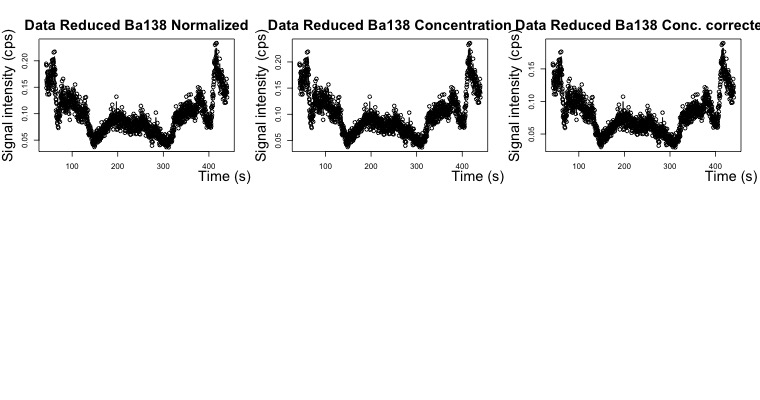 Data Reduced Ba138 Normalized
Signal intensity (cps)
0.05 0.10 0.15 0.20
100 200 300 400
Time (s)
Data Reduced Ba138 Concentration
Signal intensity (cps)
0.05 0.10 0.15 0.20
100 200 300 400
Time (s)
Data Reduced Ba138 Conc. correcte
Signal intensity (cps)
0.05 0.10 0.15
100 200 300 400
Time (s)